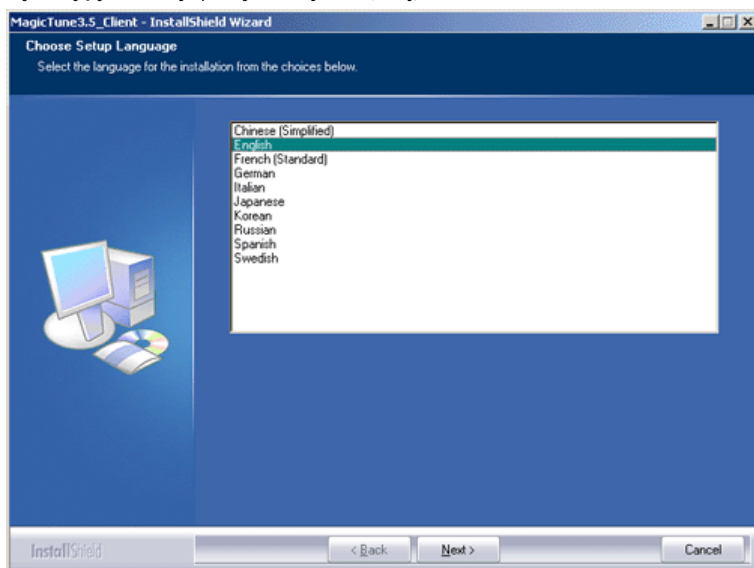 MagicTune3.5_Client - InstallShield Wizard
Choose Setup Language
Select the language for the installation from the choices below.
Chinese (Simplified)
English
French (Standard)
German
Italian
Japanese
Korean
Russian
Spanish
Swedish
InstallShield
< Back
Next >
Cancel